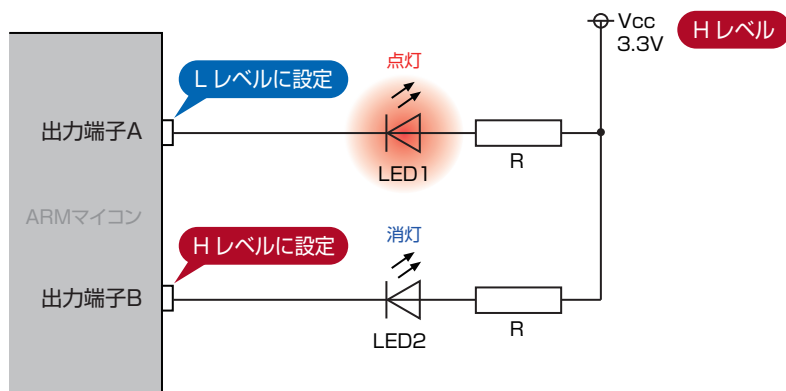 Vcc
3.3V
H レベル
点灯
L レベルに設定
出力端子A
LED1
R
ARMマイコン
消灯
H レベルに設定
出力端子B
LED2
R